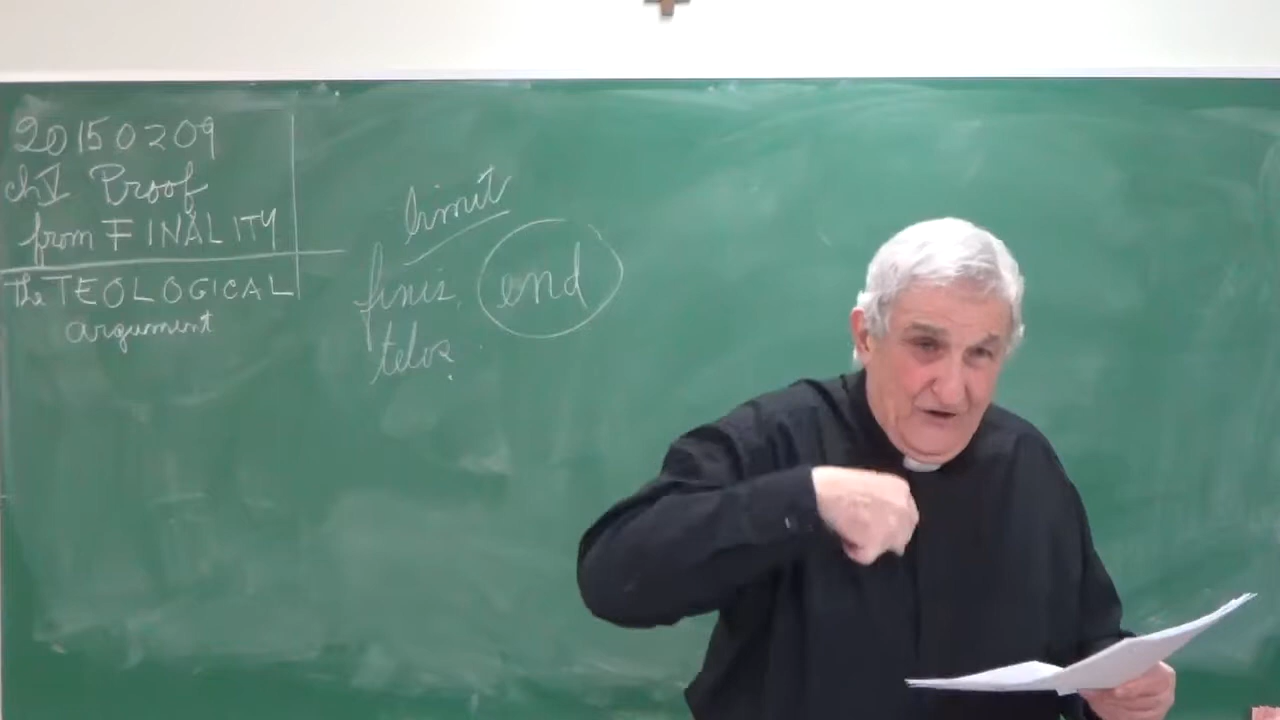 20150209
ch V Proof
from FINALITY
the TEOLOGICAL
argument
limit
finis, end
telos.